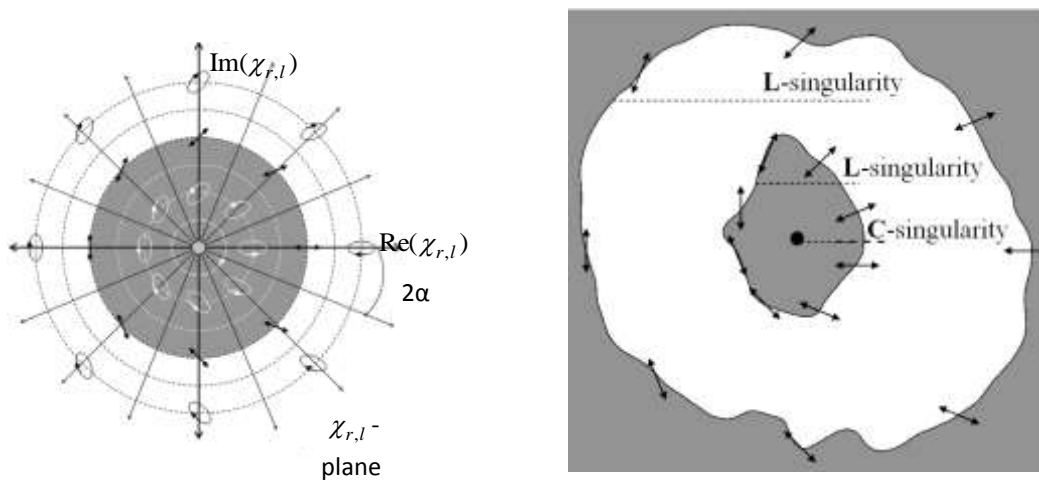 Im(χr,l)
Re(χr,l)
2α
χr,l-
plane
L-singularity
L-singularity
C-singularity